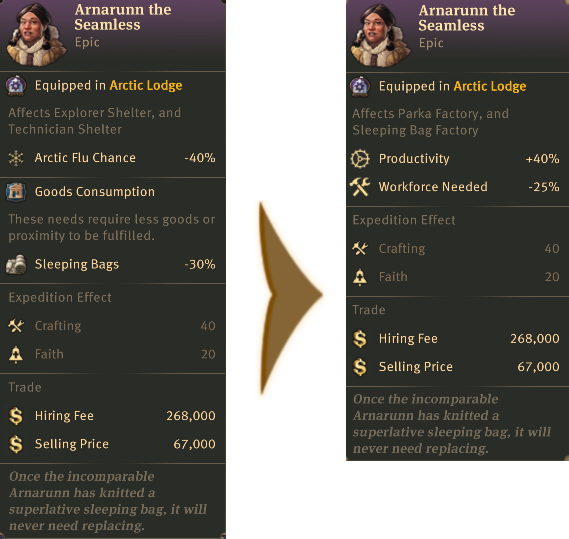 Arnarunn the
Seamless
Epic
Equipped in Arctic Lodge
Affects Explorer Shelter, and
Technician Shelter
Arctic Flu Chance -40%
Goods Consumption
These needs require less goods or
proximity to be fulfilled.
Sleeping Bags -30%
Expedition Effect
Crafting 40
Faith 20
Trade
Hiring Fee 268,000
Selling Price 67,000
Once the incomparable
Arnarunn has knitted a
superlative sleeping bag, it will
never need replacing.
Arnarunn the
Seamless
Epic
Equipped in Arctic Lodge
Affects Parka Factory, and
Sleeping Bag Factory
Productivity +40%
Workforce Needed -25%
Expedition Effect
Crafting 40
Faith 20
Trade
Hiring Fee 268,000
Selling Price 67,000
Once the incomparable
Arnarunn has knitted a
superlative sleeping bag, it will
never need replacing.